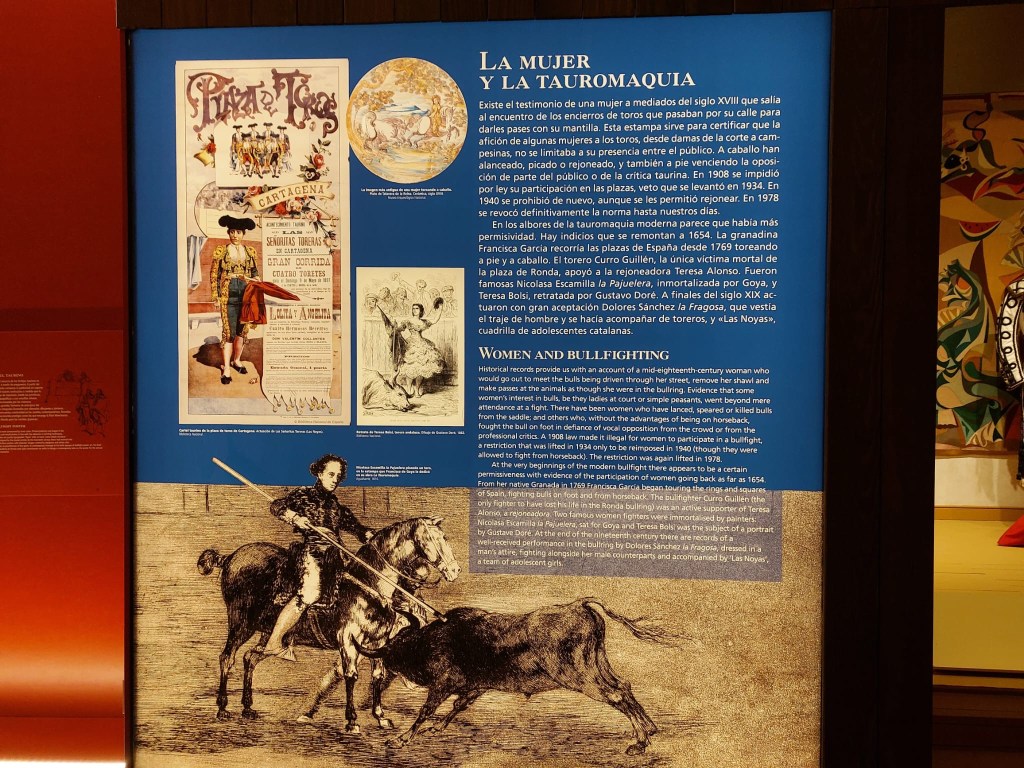 LA MUJER
Y LA TAUROMAQUIA
Existe el testimonio de una mujer a mediados del siglo XVIII que salía
al encuentro de los encierros de toros que pasaban por su calle para
darles pases con su mantilla. Esta estampa sirve para certificar que la
afición de algunas mujeres a los toros, desde damas de la corte a cam-
pesinas, no se limitaba a su presencia entre el público. A caballo han
alanceado, picado o rejoneado, y también a pie venciendo la oposi-
ción de parte del público o de la crítica taurina. En 1908 se impidió
por ley su participación en las plazas, veto que se levantó en 1934. En
1940 se prohibió de nuevo, aunque se les permitió rejonear. En 1978
se revocó definitivamente la norma hasta nuestros días.
En los albores de la tauromaquia moderna parece que había más
permisividad. Hay indicios que se remontan a 1654. La granadina
Francisca García recorría las plazas de España desde 1769 toreando
a pie y a caballo. El torero Curro Guillén, la única víctima mortal de
la plaza de Ronda, apoyó a la rejoneadora Teresa Alonso. Fueron
famosas Nicolasa Escamilla la Pajuelera, inmortalizada por Goya, y
Teresa Bolsi, retratada por Gustavo Doré. A finales del siglo XIX ac-
tuaron con gran aceptación Dolores Sánchez la Fragosa, que vestía
el traje de hombre y se hacía acompañar de toreros, y «Las Noyas»,
cuadrilla de adolescentes catalanas.
WOMEN AND BULLFIGHTING
Historical records provide us with an account of a mid-eighteenth-century woman who
would go out to meet the bulls being driven through her street, remove her shawl and
make passes at the animals as though she were in the bullring. Evidence that some
women's interest in bulls, be they ladies at court or simple peasants, went beyond mere
attendance at a fight. There have been women who have lanced, speared or killed bulls
from the saddle; and others who, without the advantages of being on horseback,
fought the bull on foot in defiance of vocal opposition from the crowd or from the
professional critics. A 1908 law made it illegal for women to participate in a bullfight,
a restriction that was lifted in 1934 only to be reimposed in 1940 (though they were
allowed to fight from horseback). The restriction was again lifted in 1978.
At the very beginnings of the modern bullfight there appears to be a certain
permissiveness with evidence of the participation of women going back as far as 1654.
From her native Granada in 1769 Francisca García began touring the rings and squares
of Spain, fighting bulls on foot and from horseback. The bullfighter Curro Guillén (the
only fighter to have lost his life in the Ronda bullring) was an active supporter of Teresa
Alonso, a rejoneadora. Two famous women fighters were immortalised by painters:
Nicolasa Escamilla la Pajuelera, sat for Goya and Teresa Bolsi was the subject of a portrait
by Gustave Doré. At the end of the nineteenth century there are records of a
well-received performance in the bullring by Dolores Sánchez la Fragosa, dressed in a
man's attire, fighting alongside her male counterparts and accompanied by 'Las Noyas',
a team of adolescent girls.
PLAZA DE TOROS
CARTAGENA
LAS
SEÑORITAS TORERAS
EN CARTAGENA
GRAN CORRIDA
CUATRO TORETES
LOLITA Y ANGELITA
La imagen más antigua de una mujer toreando a caballo.